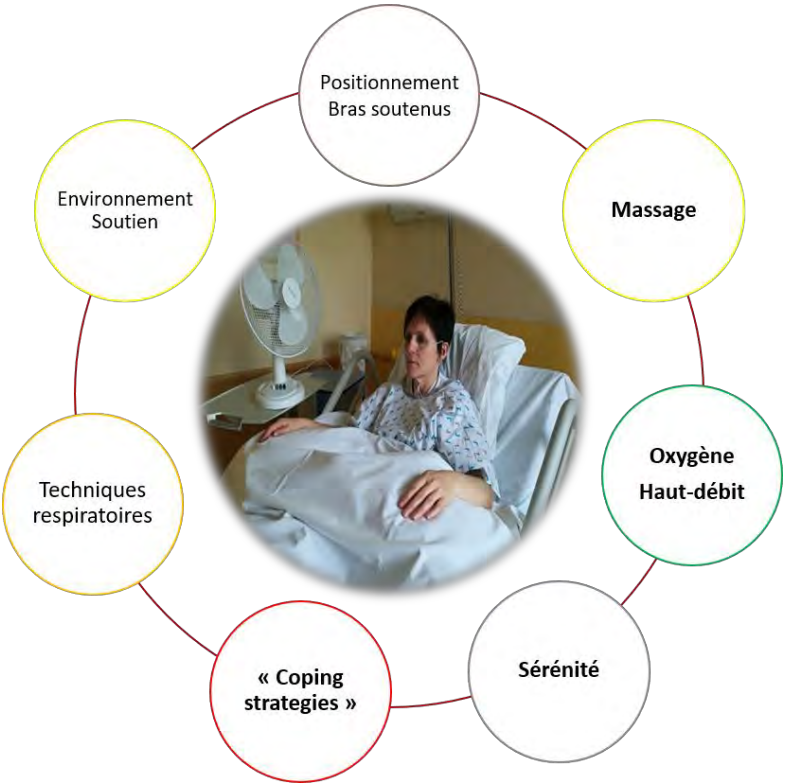 Positionnement
Bras soutenus
Massage
Oxygène
Haut-débit
Sérénité
« Coping
strategies »
Techniques
respiratoires
Environnement
Soutien